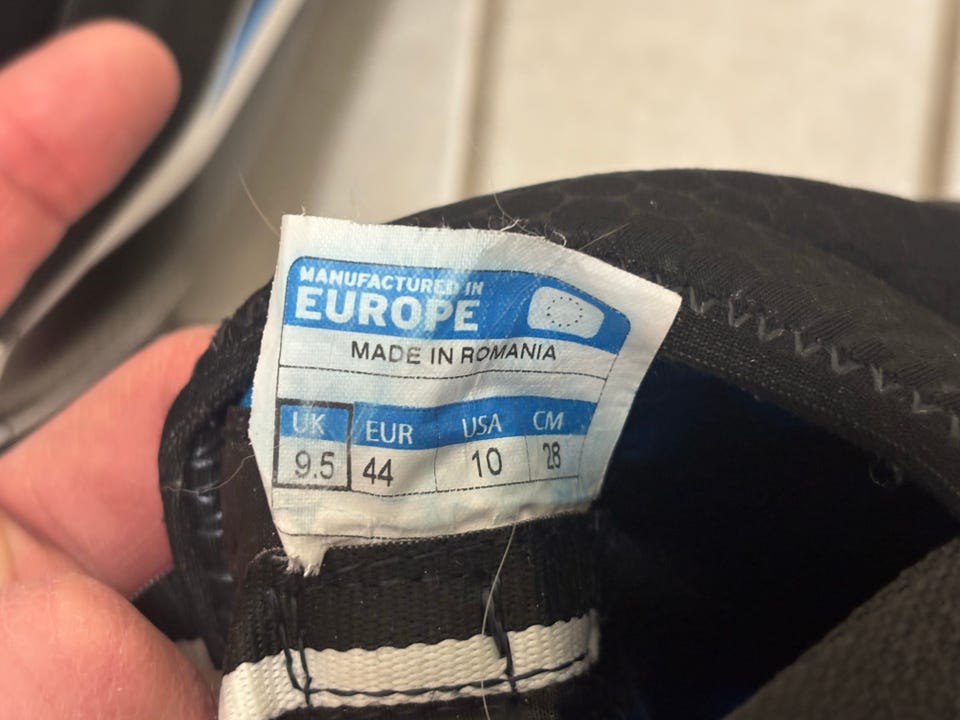 MANUFACTURED IN
EUROPE
MADE IN ROMANIA
UK EUR USA CM
9.5 44 10 28